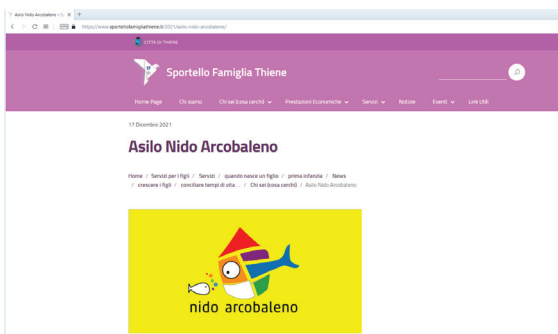 Asilo Nido Arcobaleno
https://www.sportellofamigliathiene.it/2021/asilo-nido-arcobaleno/
CITTÀ DI THIENE
Sportello Famiglia Thiene
Home Page Chi siamo Chi sei (cosa cerchi) Prestazioni Economiche Servizi Notizie Eventi Link Utili
17 Dicembre 2021
Asilo Nido Arcobaleno
Home / Servizi per i figli / Servizi / quando nasce un figlio / prima infanzia / News
/ crescere i figli / conciliare tempi di vita ... / Chi sei (cosa cerchi) / Asilo Nido Arcobaleno
nido arcobaleno